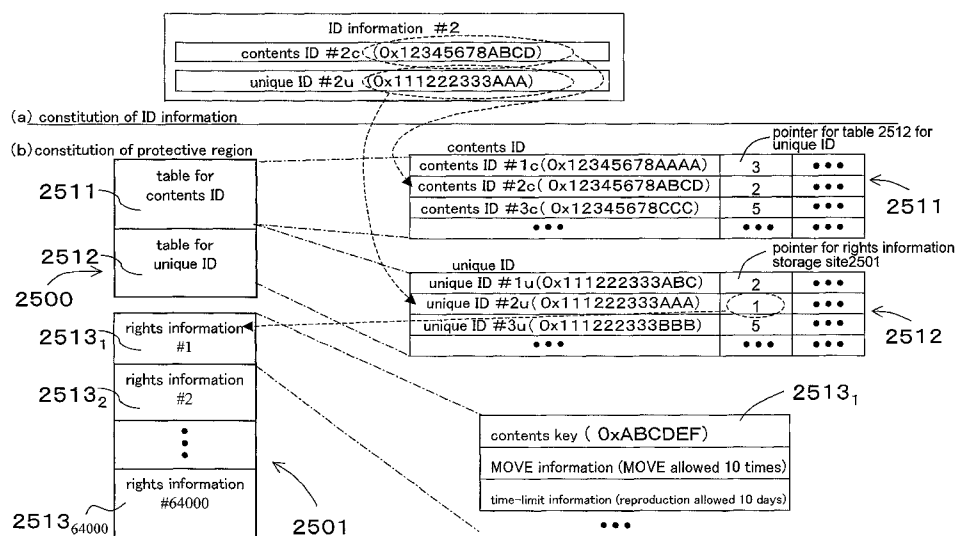 ID information #2
contents ID #2c (0x12345678ABCD)
unique ID #2u (0x111222333AAA)
(a) constitution of ID information
(b) constitution of protective region
contents ID
pointer for table 2512 for
unique ID
contents ID #1c(0x12345678AAAA) 3 •••
contents ID #2c( 0x12345678ABCD) 2 •••
contents ID #3c( 0x12345678CCC) 5 •••
••• ••• •••
2511
table for
contents ID
2511
table for
unique ID
2512
2500
unique ID
pointer for rights information
storage site2501
unique ID #1u(0x111222333ABC) 2 •••
unique ID #2u(0x111222333AAA) 1 •••
unique ID #3u( 0x111222333BBB) 5 •••
••• ••• •••
2512
rights information
#1
2513₁
rights information
#2
2513₂
•••
rights information
#64000
2513₆₄₀₀₀
2501
2513₁
contents key ( 0xABCDEF)
MOVE information (MOVE allowed 10 times)
time-limit information (reproduction allowed 10 days)
•••